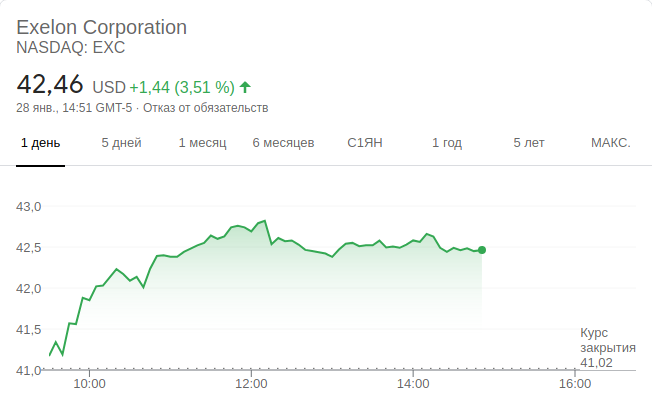 Exelon Corporation
NASDAQ: EXC
42,46 USD +1,44 (3,51 %)
28 янв., 14:51 GMT-5 · Отказ от обязательств
1 день 5 дней 1 месяц 6 месяцев С1ЯН 1 год 5 лет МАКС.
43,0
42,5
42,0
41,5
Курс
закрытия
41,02
41,0
10:00 12:00 14:00 16:00